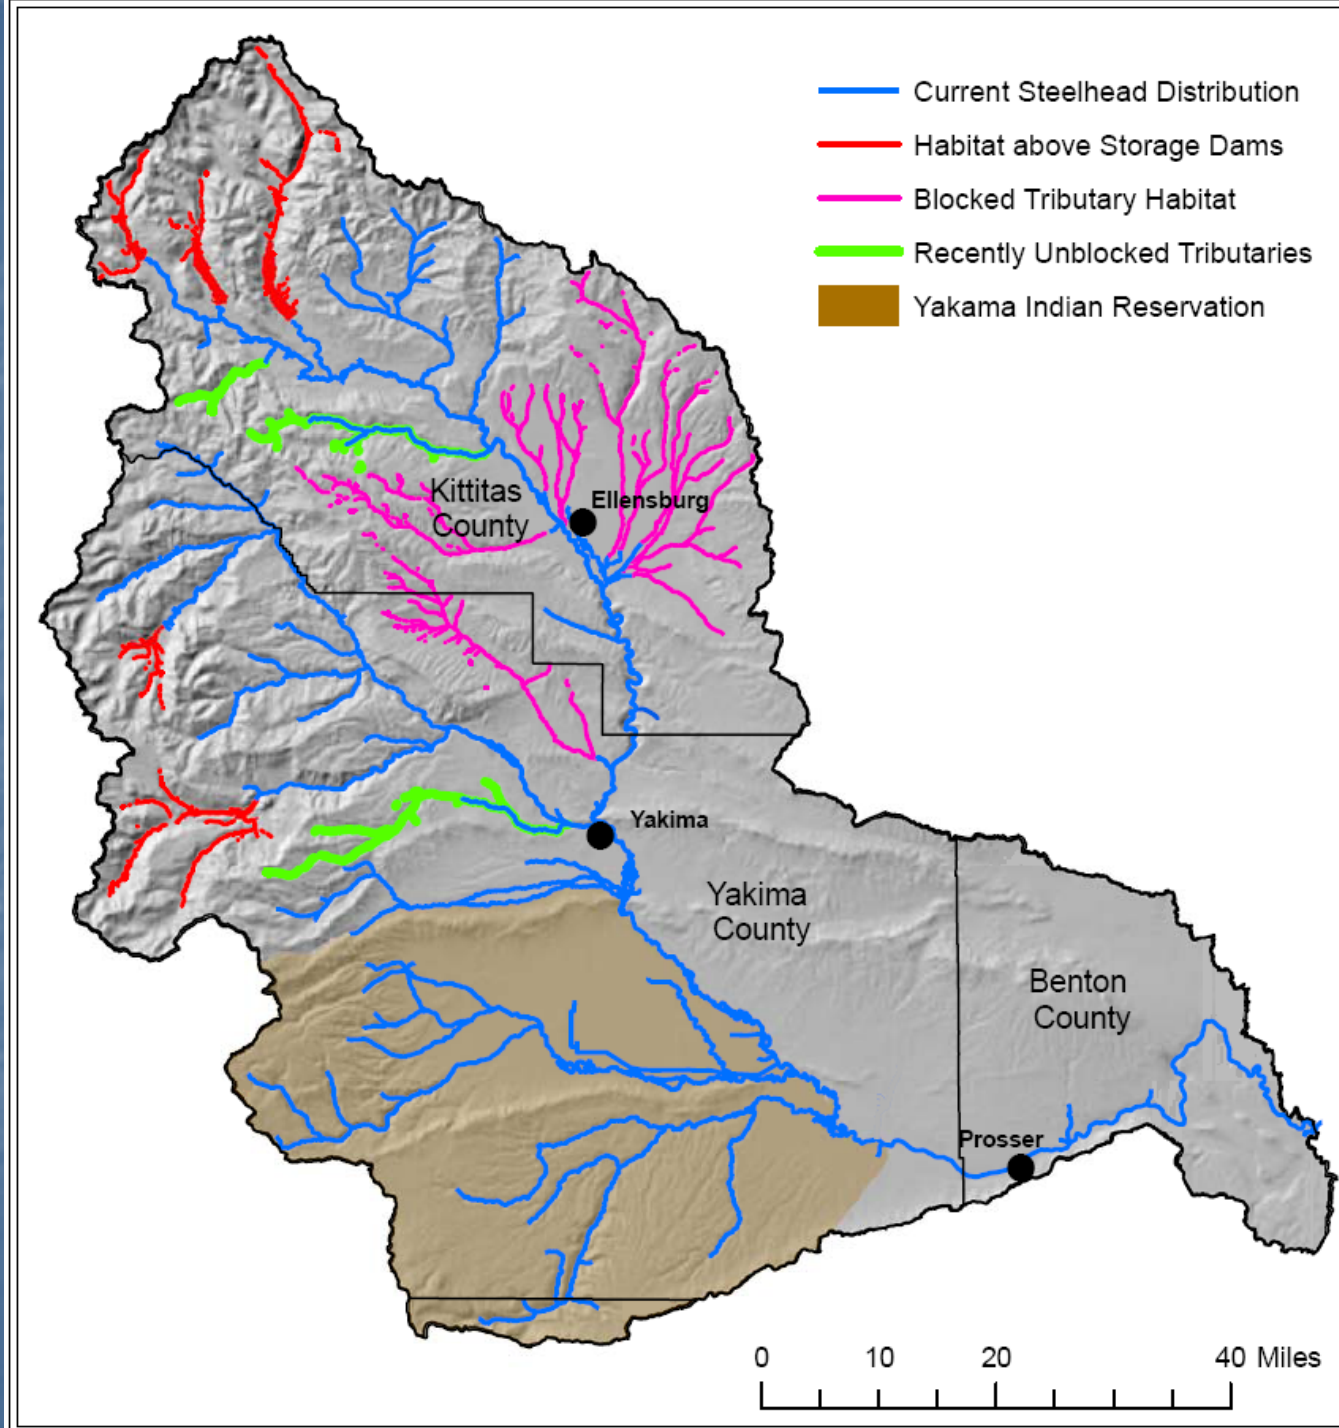 Current Steelhead Distribution
Habitat above Storage Dams
Blocked Tributary Habitat
Recently Unblocked Tributaries
Yakama Indian Reservation
Kittitas
County
Ellensburg
Yakima
Yakima
County
Benton
County
Prosser
0 10 20 40 Miles